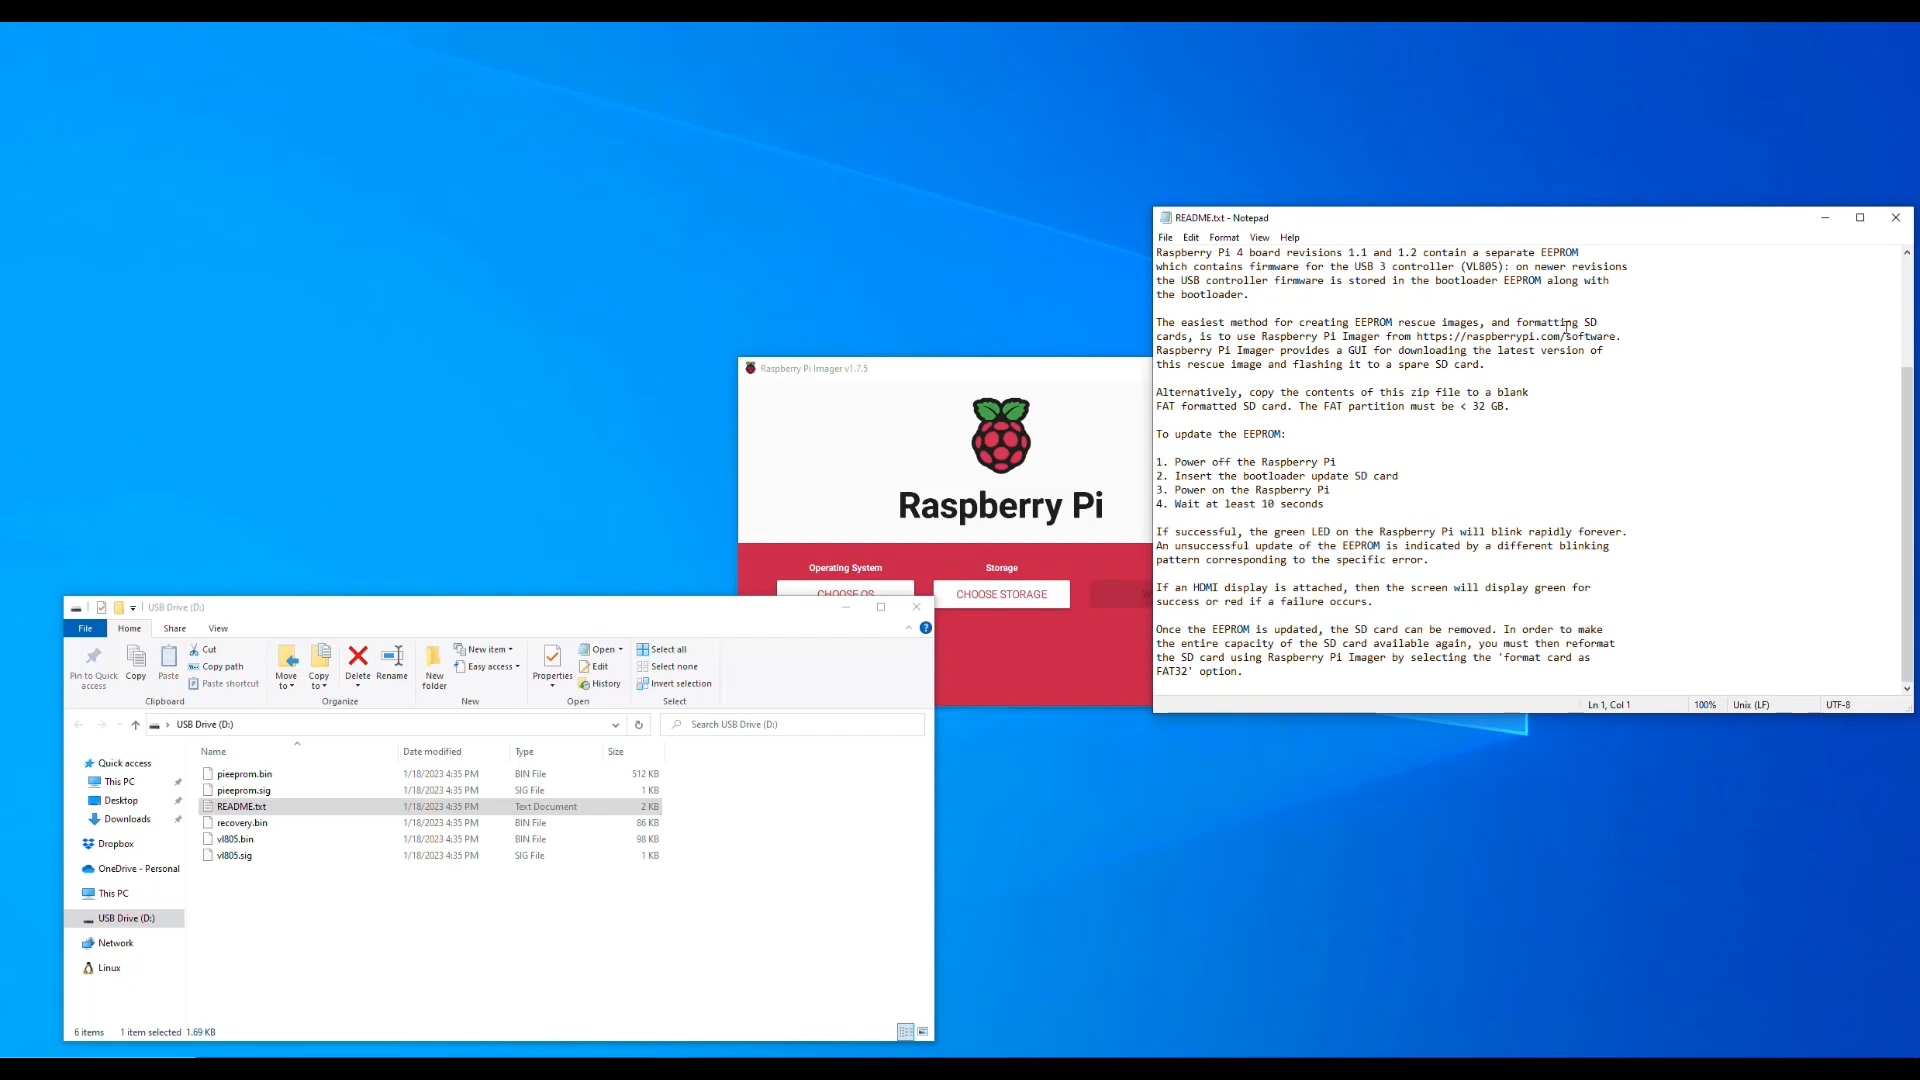 README.txt - Notepad
File Edit Format View Help
Raspberry Pi 4 board revisions 1.1 and 1.2 contain a separate EEPROM
which contains firmware for the USB 3 controller (VL805): on newer revisions
the USB controller firmware is stored in the bootloader EEPROM along with
the bootloader.
The easiest method for creating EEPROM rescue images, and formatting SD
cards, is to use Raspberry Pi Imager from https://raspberrypi.com/software.
Raspberry Pi Imager provides a GUI for downloading the latest version of
this rescue image and flashing it to a spare SD card.
Alternatively, copy the contents of this zip file to a blank
FAT formatted SD card. The FAT partition must be < 32 GB.
To update the EEPROM:
1. Power off the Raspberry Pi
2. Insert the bootloader update SD card
3. Power on the Raspberry Pi
4. Wait at least 10 seconds
If successful, the green LED on the Raspberry Pi will blink rapidly forever.
An unsuccessful update of the EEPROM is indicated by a different blinking
pattern corresponding to the specific error.
If an HDMI display is attached, then the screen will display green for
success or red if a failure occurs.
Once the EEPROM is updated, the SD card can be removed. In order to make
the entire capacity of the SD card available again, you must then reformat
the SD card using Raspberry Pi Imager by selecting the 'format card as
FAT32' option.
Ln 1, Col 1 100% Unix (LF) UTF-8
Raspberry Pi Imager v1.7.5
Raspberry Pi
Operating System Storage
CHOOSE OS CHOOSE STORAGE W
USB Drive (D:)
File Home Share View
Pin to Quick access
Copy
Paste
Cut
Copy path
Paste shortcut
Clipboard
Move to
Copy to
Delete
Rename
Organize
New folder
New item
Easy access
New
Properties
Open
Edit
History
Open
Select all
Select none
Invert selection
Select
USB Drive (D:)
Search USB Drive (D:)
Quick access
This PC
Desktop
Downloads
Dropbox
OneDrive - Personal
This PC
USB Drive (D:)
Network
Linux
Name Date modified Type Size
pieeprom.bin 1/18/2023 4:35 PM BIN File 512 KB
pieeprom.sig 1/18/2023 4:35 PM SIG File 1 KB
README.txt 1/18/2023 4:35 PM Text Document 2 KB
recovery.bin 1/18/2023 4:35 PM BIN File 86 KB
vl805.bin 1/18/2023 4:35 PM BIN File 98 KB
vl805.sig 1/18/2023 4:35 PM SIG File 1 KB
6 items 1 item selected 1.69 KB